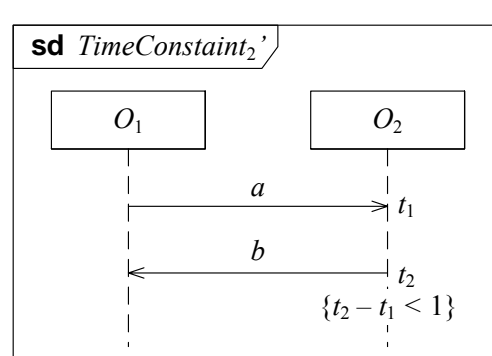 sd TimeConstaint₂’
O₁ O₂
a
t₁
b
t₂
{t₂ – t₁ < 1}